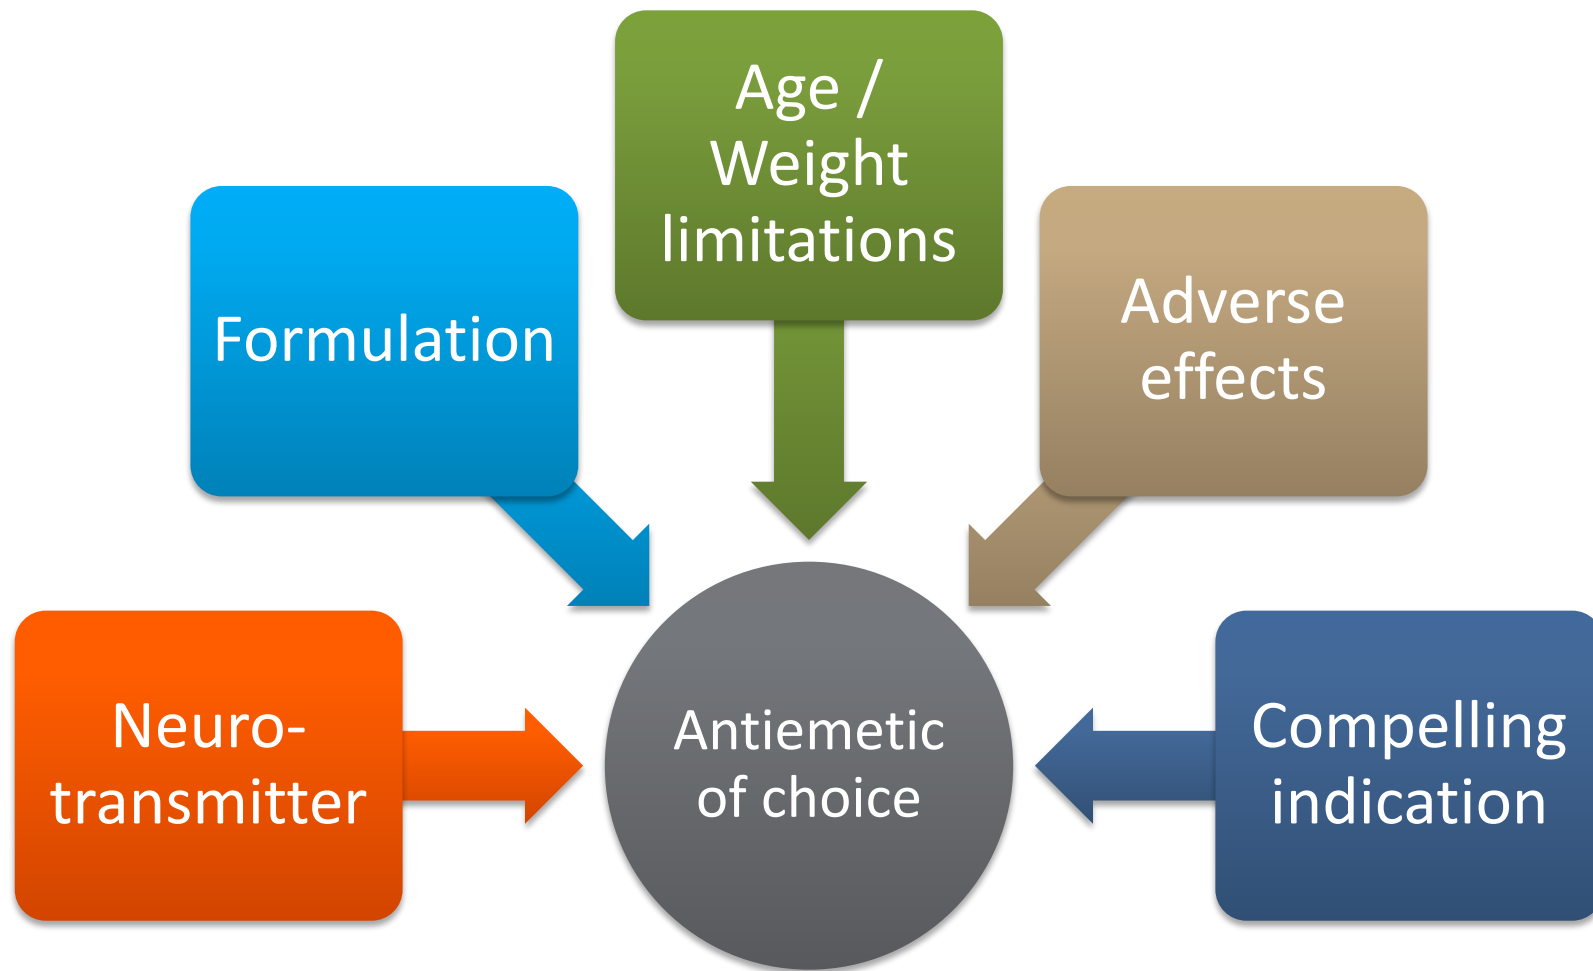 Age /
Weight
limitations
Formulation
Adverse
effects
Neuro-
transmitter
Antiemetic
of choice
Compelling
indication